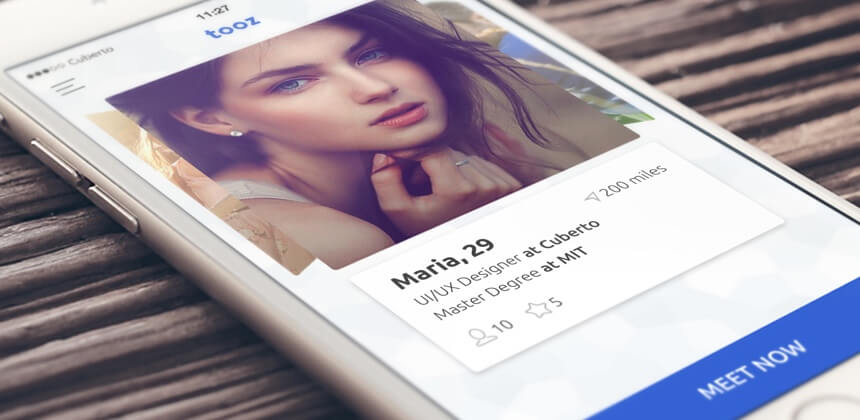 Cuberto
11:27
tooz
200 miles
Maria, 29
UI/UX Designer at Cuberto
Master Degree at MIT
10 5
MEET NOW